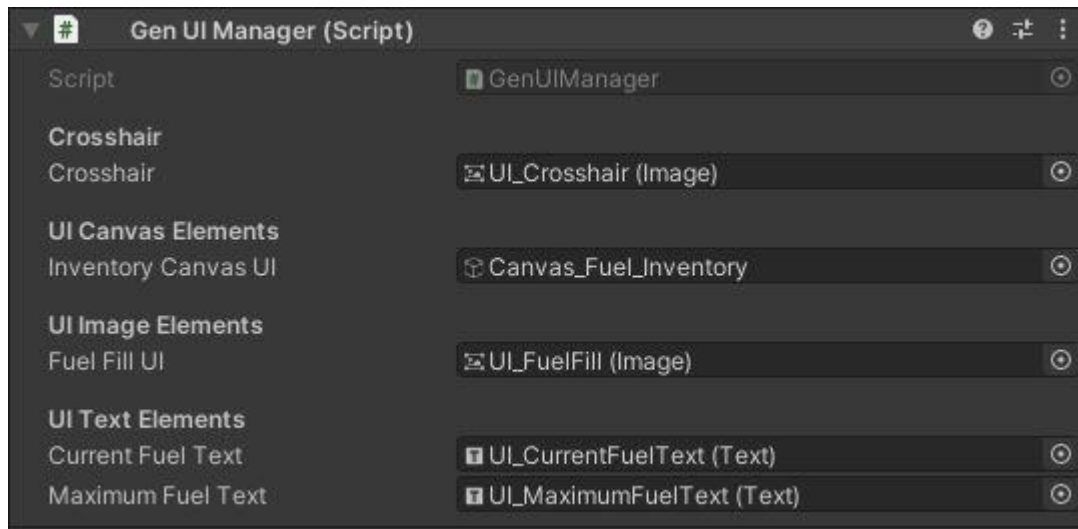 Gen UI Manager (Script)
Script GenUIManager
Crosshair
Crosshair UI_Crosshair (Image)
UI Canvas Elements
Inventory Canvas UI Canvas_Fuel_Inventory
UI Image Elements
Fuel Fill UI UI_FuelFill (Image)
UI Text Elements
Current Fuel Text UI_CurrentFuelText (Text)
Maximum Fuel Text UI_MaximumFuelText (Text)